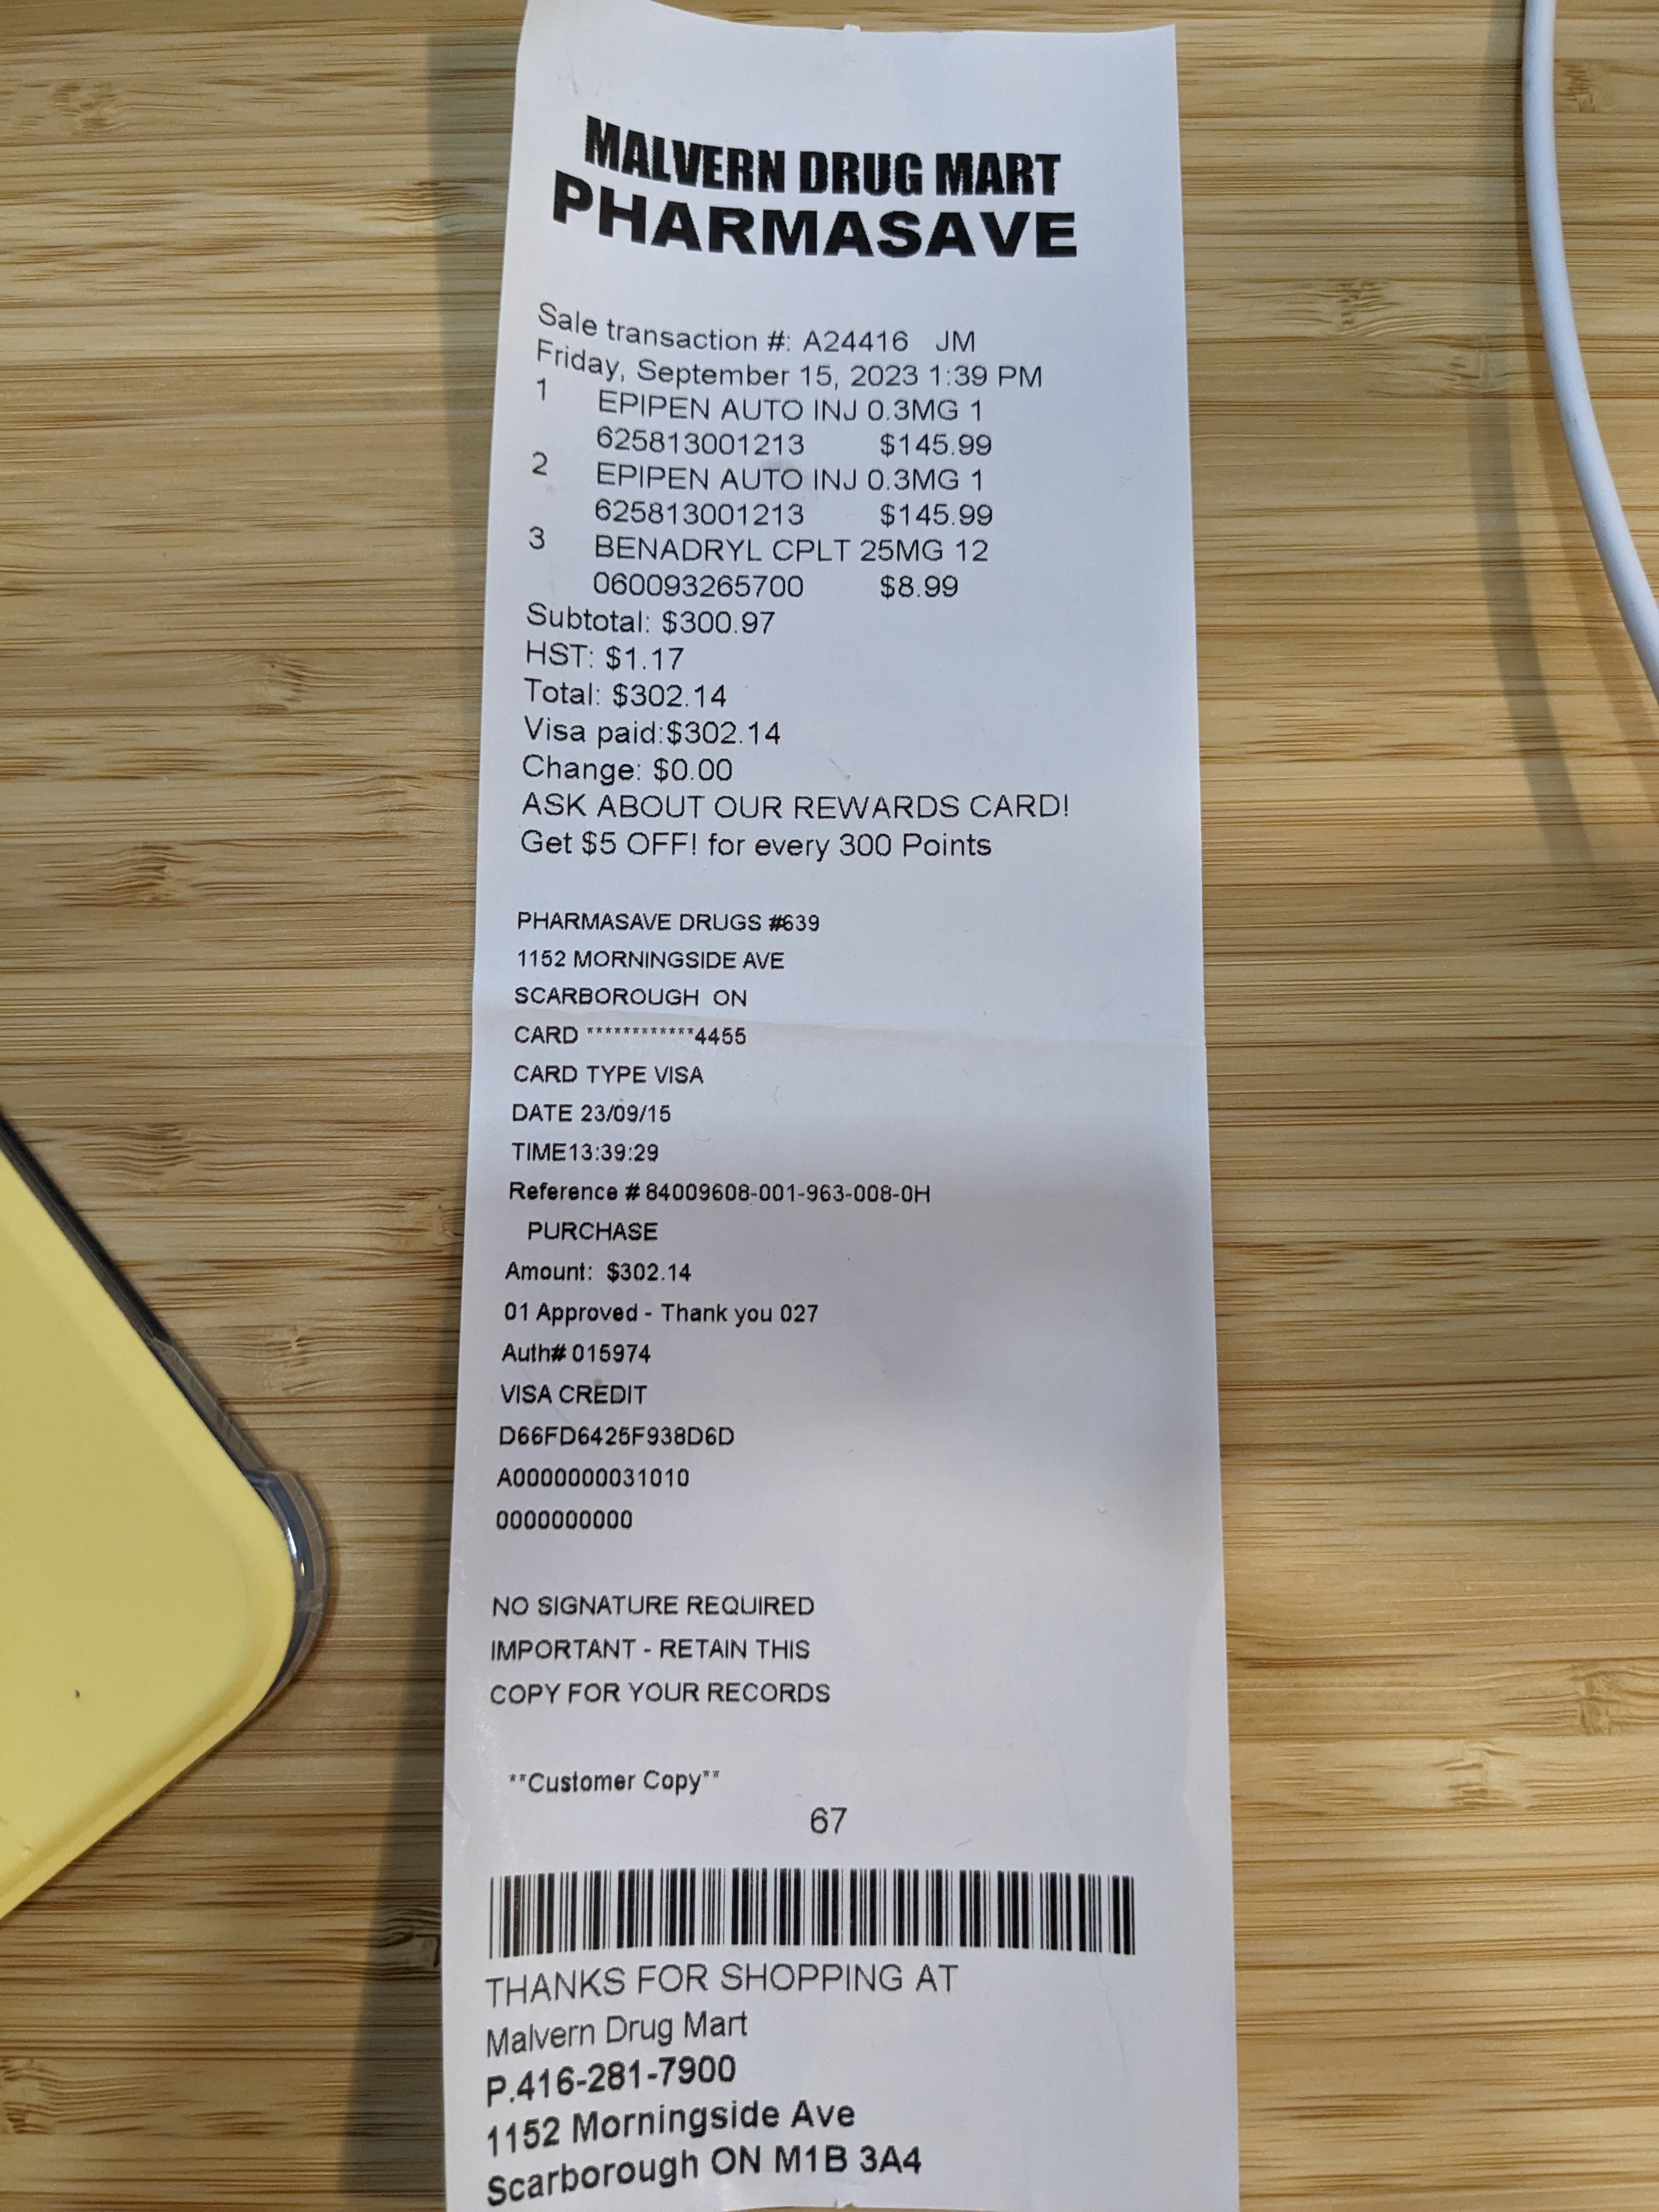 MALVERN DRUG MART
PHARMASAVE
Sale transaction #: A24416 JM
Friday, September 15, 2023 1:39 PM
1 EPIPEN AUTO INJ 0.3MG 1
625813001213 $145.99
2 EPIPEN AUTO INJ 0.3MG 1
625813001213 $145.99
3 BENADRYL CPLT 25MG 12
060093265700 $8.99
Subtotal: $300.97
HST: $1.17
Total: $302.14
Visa paid:$302.14
Change: $0.00
ASK ABOUT OUR REWARDS CARD!
Get $5 OFF! for every 300 Points
PHARMASAVE DRUGS #639
1152 MORNINGSIDE AVE
SCARBOROUGH ON
CARD ************4455
CARD TYPE VISA
DATE 23/09/15
TIME13:39:29
Reference # 84009608-001-963-008-0H
PURCHASE
Amount: $302.14
01 Approved - Thank you 027
Auth# 015974
VISA CREDIT
D66FD6425F938D6D
A0000000031010
0000000000
NO SIGNATURE REQUIRED
IMPORTANT - RETAIN THIS
COPY FOR YOUR RECORDS
**Customer Copy**
67
THANKS FOR SHOPPING AT
Malvern Drug Mart
P.416-281-7900
1152 Morningside Ave
Scarborough ON M1B 3A4